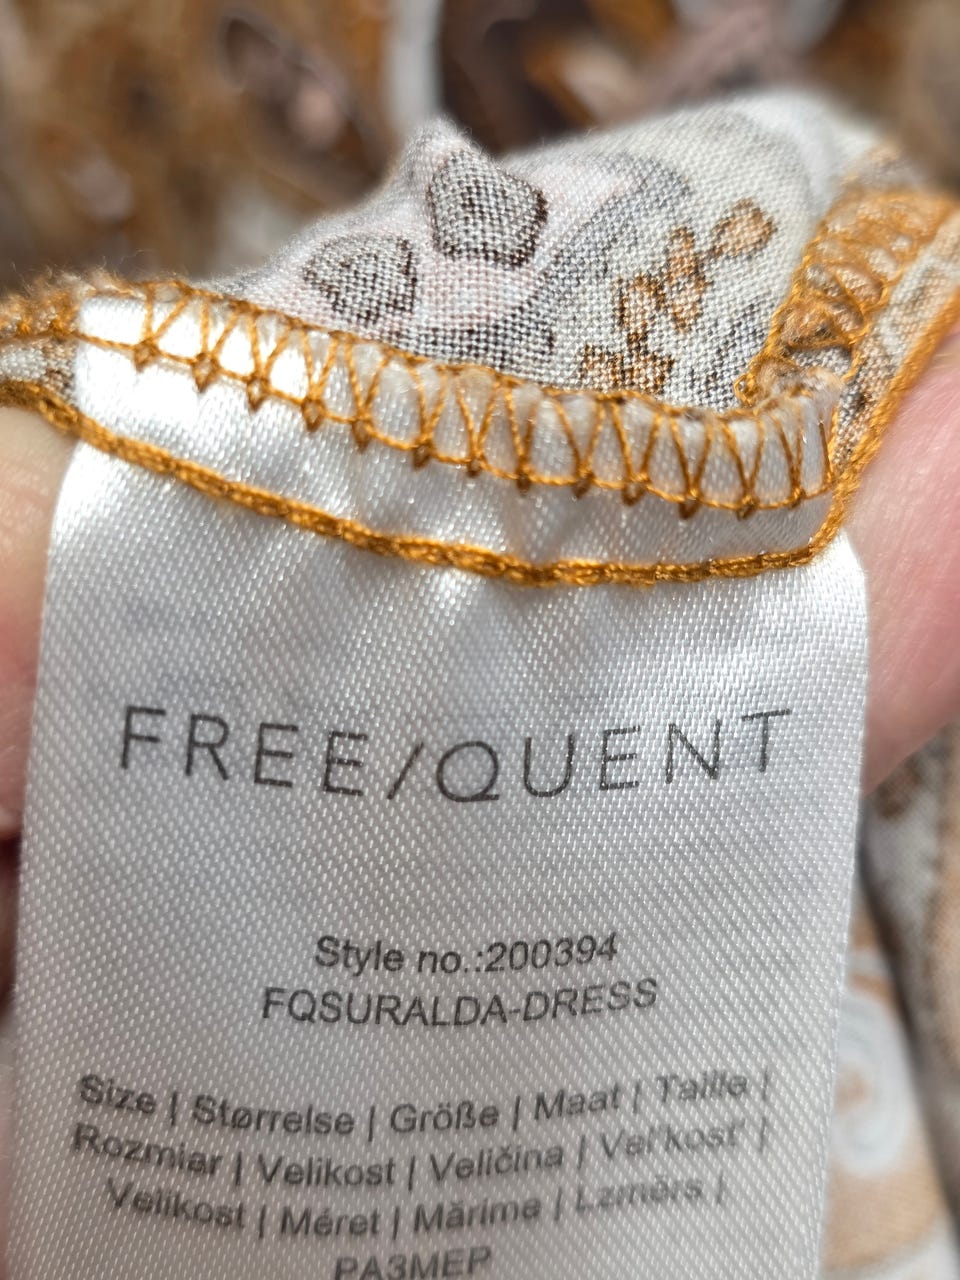 FREE/QUENT
Style no.:200394
FQSURALDA-DRESS
Size | Størrelse | Größe | Maat | Taille |
Rozmiar | Velikost | Veličina | Veľkosť |
Velikost | Méret | Mărime | Lzmērs |
РАЗМЕР